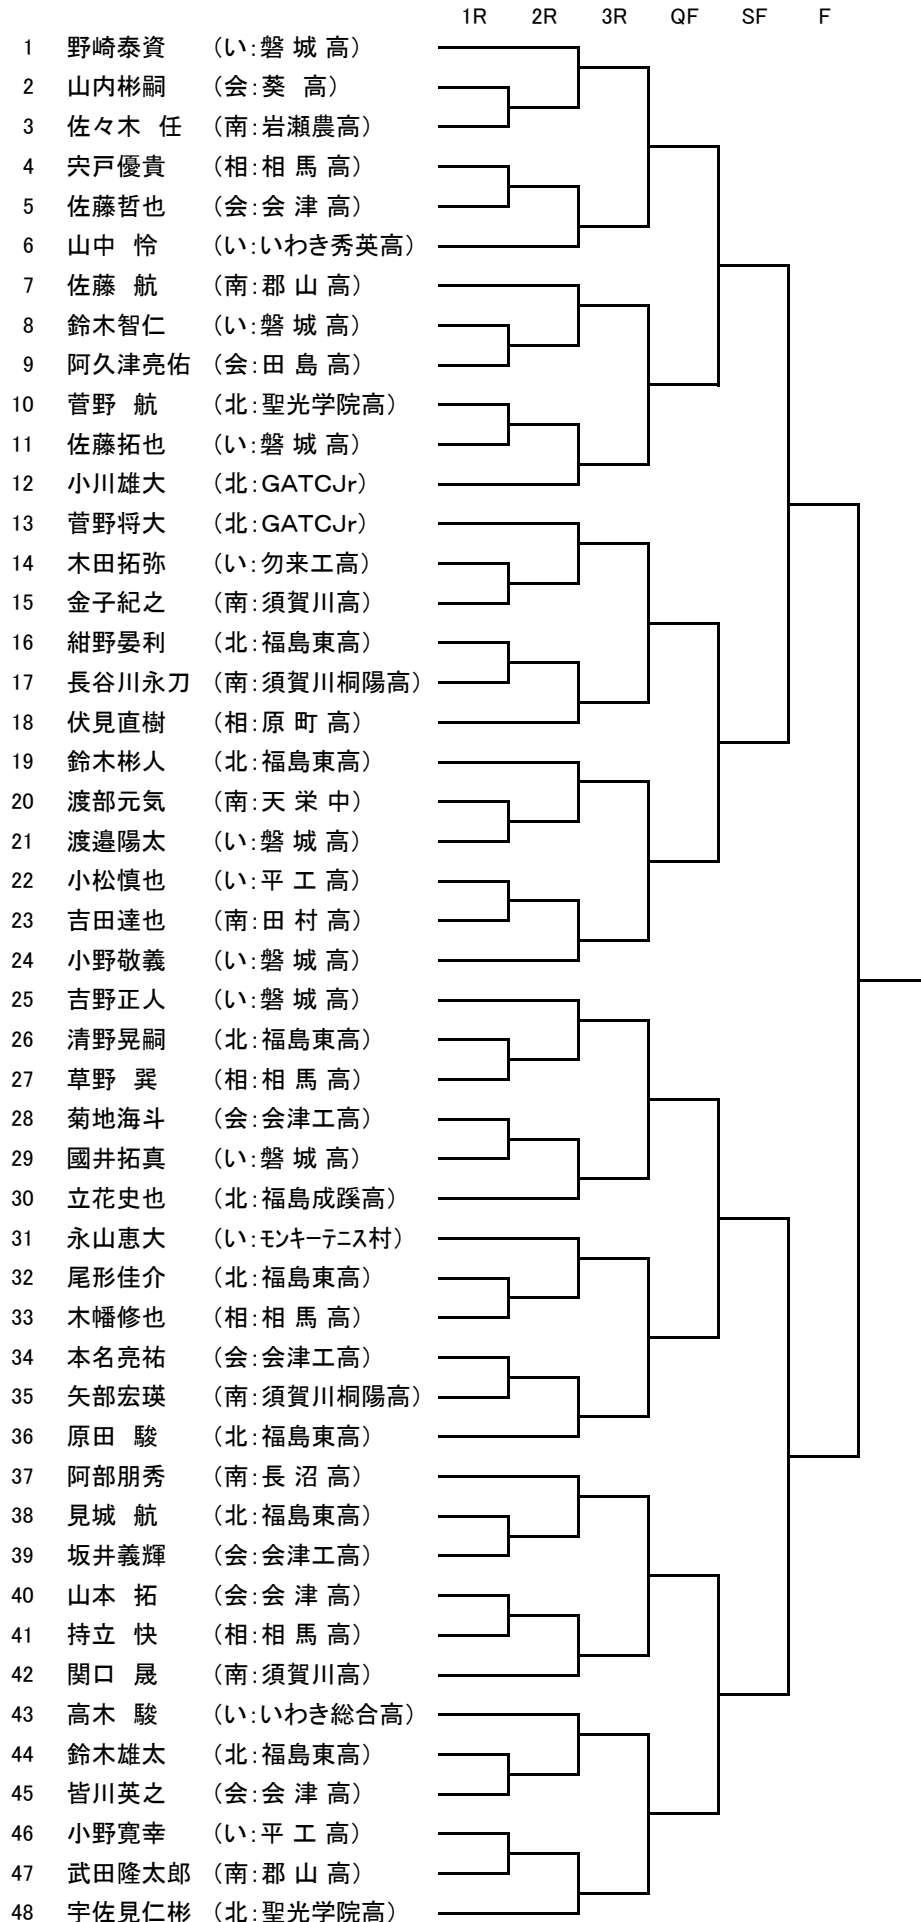 1R 2R 3R QF SF F
1 野崎泰資 (い:磐 城 高)
2 山内彬嗣 (会:葵 高)
3 佐々木 任 (南:岩瀬農高)
4 宍戸優貴 (相:相 馬 高)
5 佐藤哲也 (会:会 津 高)
6 山中 怜 (い:いわき秀英高)
7 佐藤 航 (南:郡 山 高)
8 鈴木智仁 (い:磐 城 高)
9 阿久津亮佑 (会:田 島 高)
10 菅野 航 (北:聖光学院高)
11 佐藤拓也 (い:磐 城 高)
12 小川雄大 (北:GATCJr)
13 菅野将大 (北:GATCJr)
14 木田拓弥 (い:勿来工高)
15 金子紀之 (南:須賀川高)
16 紺野晏利 (北:福島東高)
17 長谷川永刀 (南:須賀川桐陽高)
18 伏見直樹 (相:原 町 高)
19 鈴木彬人 (北:福島東高)
20 渡部元気 (南:天 栄 中)
21 渡邉陽太 (い:磐 城 高)
22 小松慎也 (い:平 工 高)
23 吉田達也 (南:田 村 高)
24 小野敬義 (い:磐 城 高)
25 吉野正人 (い:磐 城 高)
26 清野晃嗣 (北:福島東高)
27 草野 巽 (相:相 馬 高)
28 菊地海斗 (会:会津工高)
29 國井拓真 (い:磐 城 高)
30 立花史也 (北:福島成蹊高)
31 永山恵大 (い:モンキーテニス村)
32 尾形佳介 (北:福島東高)
33 木幡修也 (相:相 馬 高)
34 本名亮祐 (会:会津工高)
35 矢部宏瑛 (南:須賀川桐陽高)
36 原田 駿 (北:福島東高)
37 阿部朋秀 (南:長 沼 高)
38 見城 航 (北:福島東高)
39 坂井義輝 (会:会津工高)
40 山本 拓 (会:会 津 高)
41 持立 快 (相:相 馬 高)
42 関口 晟 (南:須賀川高)
43 高木 駿 (い:いわき総合高)
44 鈴木雄太 (北:福島東高)
45 皆川英之 (会:会 津 高)
46 小野寛幸 (い:平 工 高)
47 武田隆太郎 (南:郡 山 高)
48 宇佐見仁彬 (北:聖光学院高)